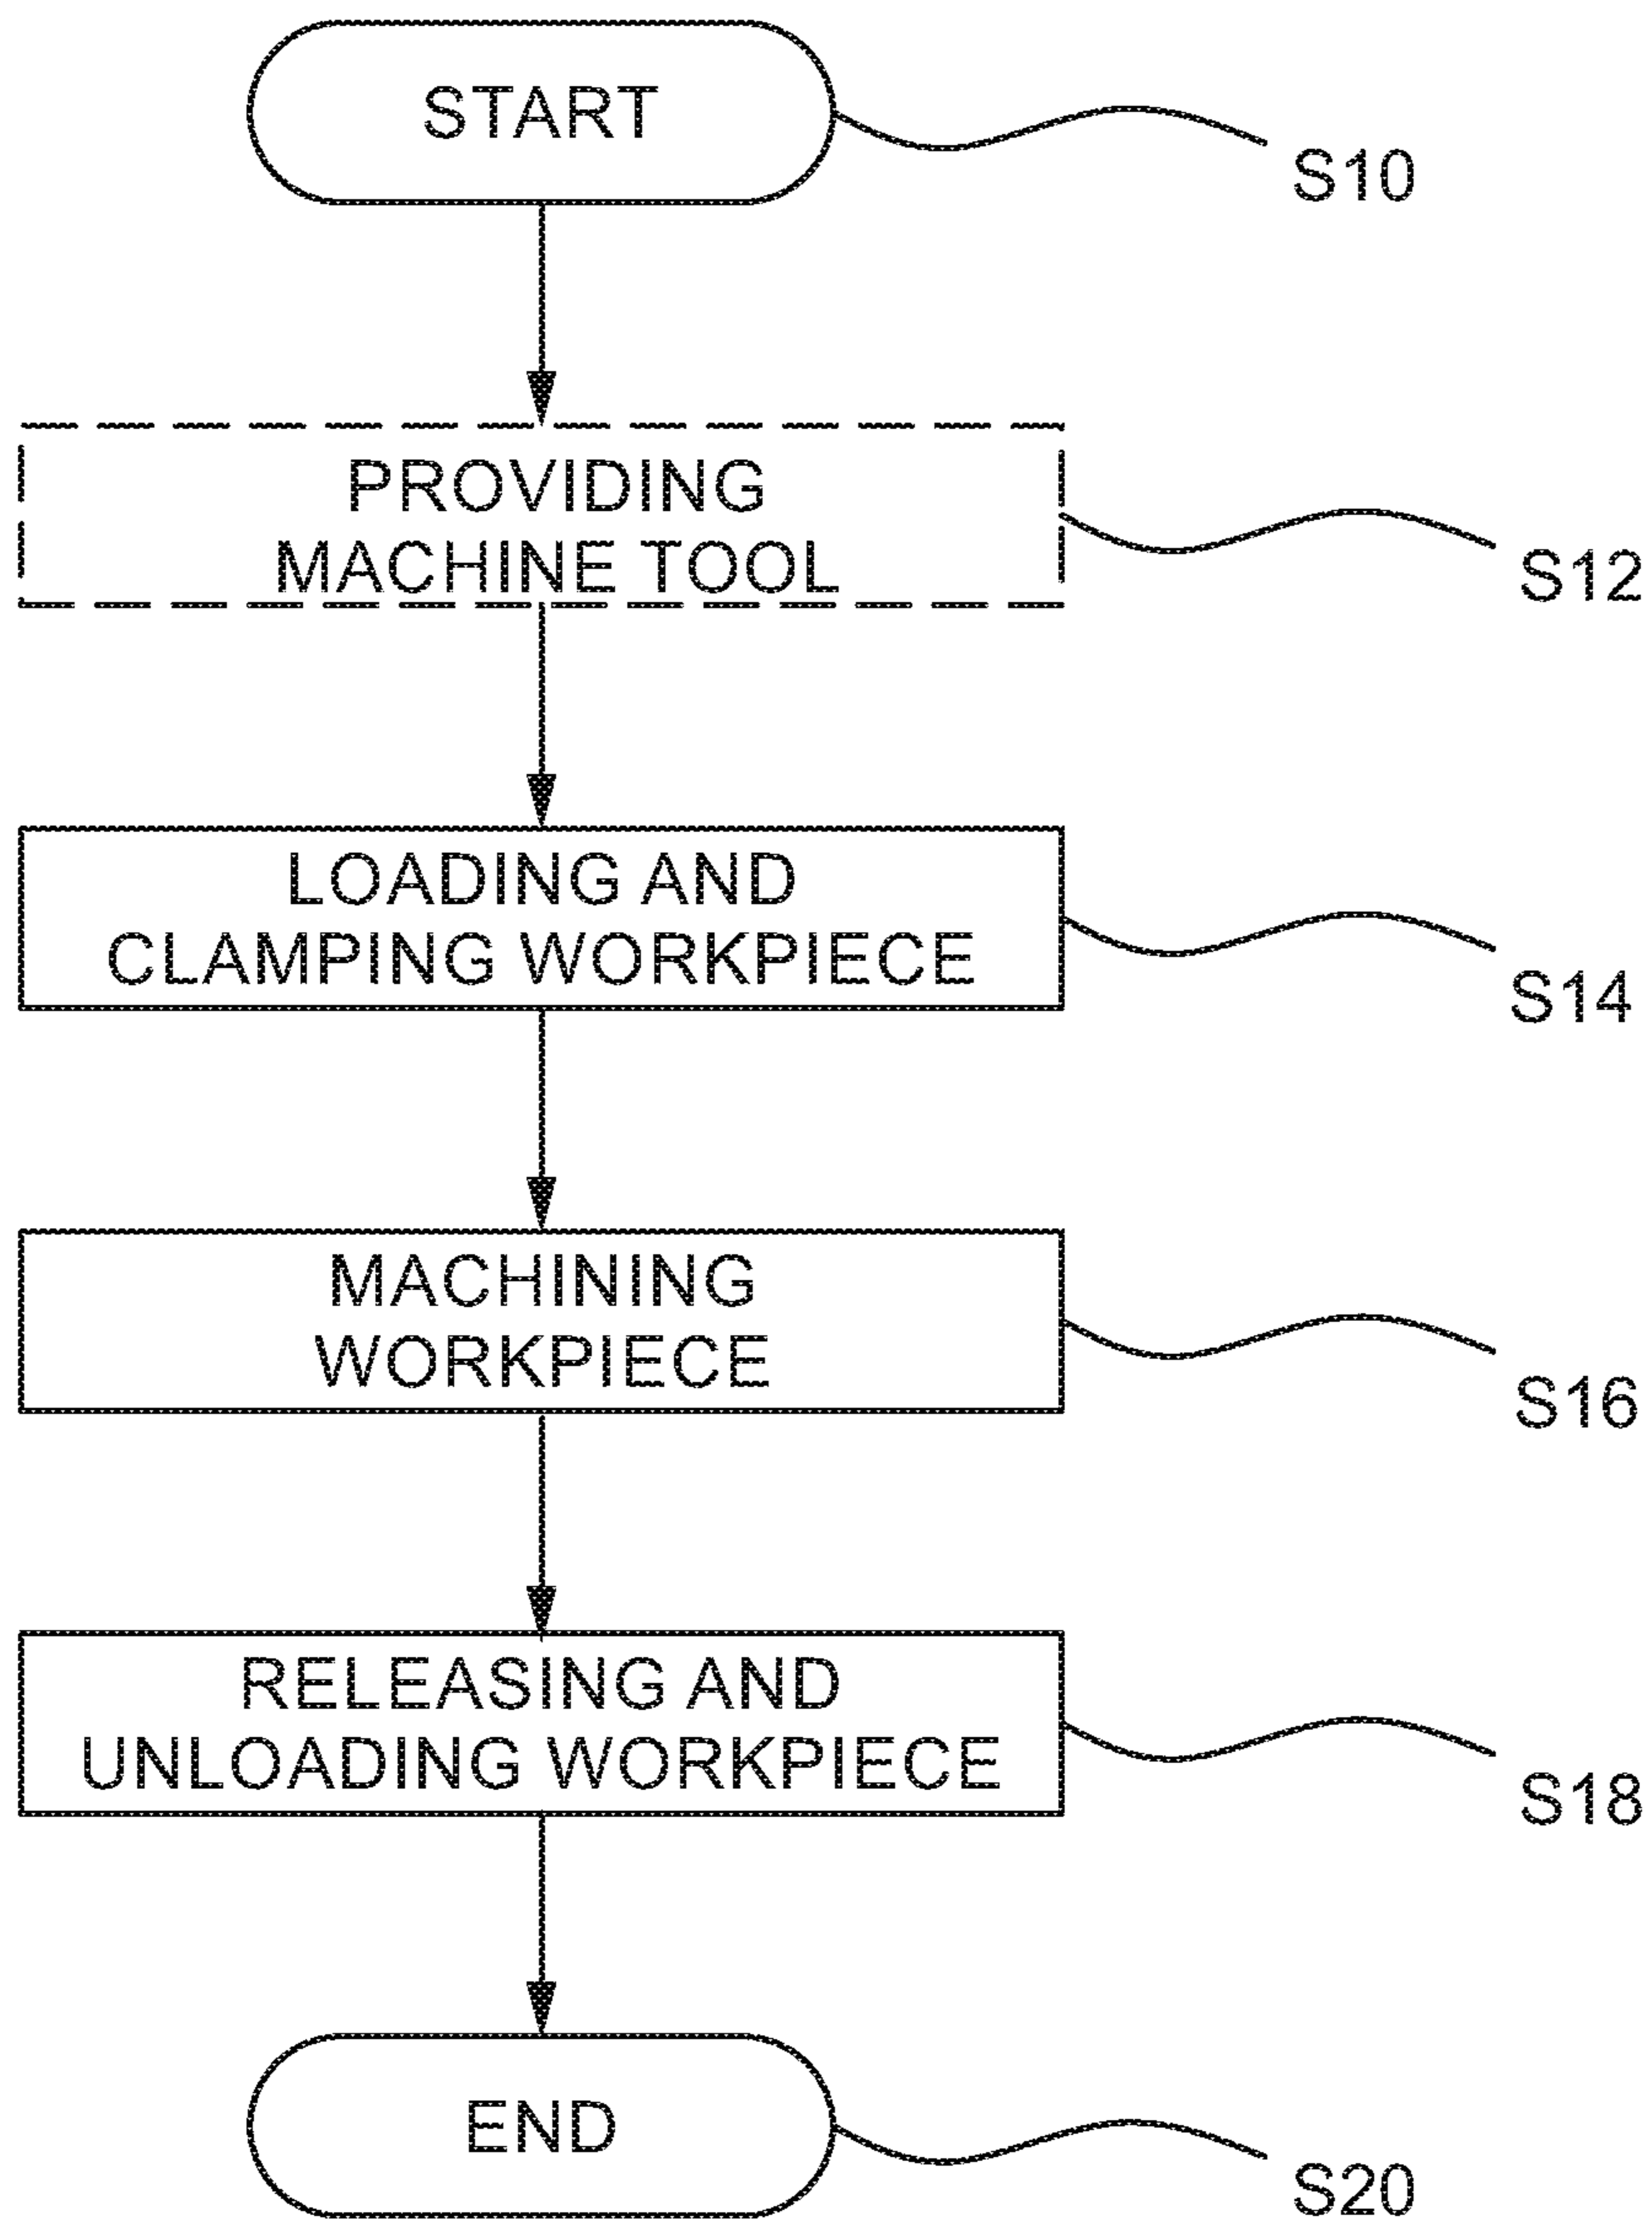 START
S10
PROVIDING
MACHINE TOOL
S12
LOADING AND
CLAMPING WORKPIECE
S14
MACHINING
WORKPIECE
S16
RELEASING AND
UNLOADING WORKPIECE
S18
END
S20